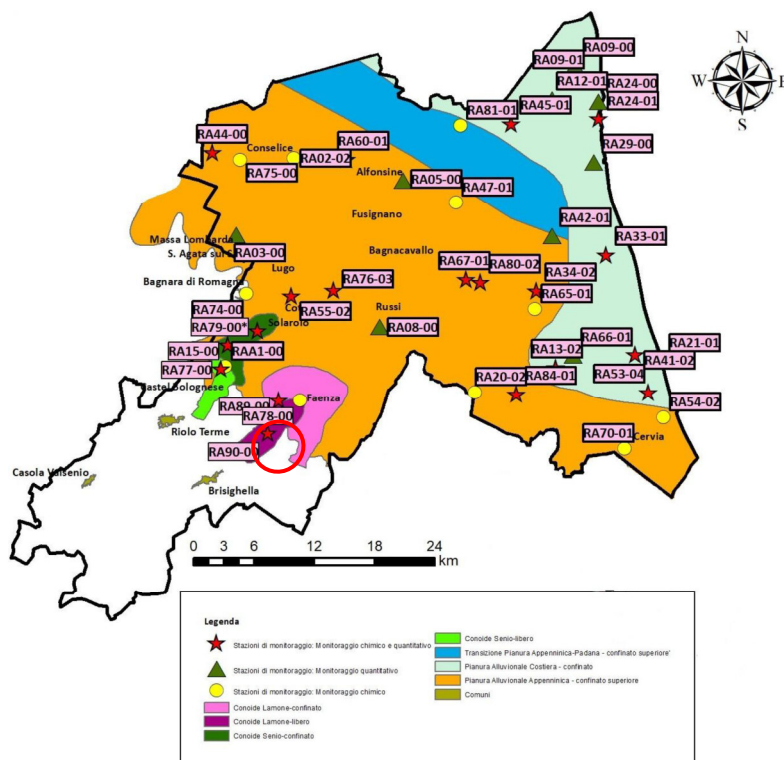 N
W
E
S
RA09-00
RA09-01
RA12-01
RA24-00
RA24-01
RA45-01
RA81-01
RA29-00
RA44-00
RA60-01
Conselice
RA02-02
RA75-00
Alfonsine
RA05-00
RA47-01
Fusignano
RA42-01
Massa Lombarda
S. Agata sul S
RA03-00
Bagnacavallo
RA33-01
Lugo
RA67-01
RA80-02
RA34-02
Bagnara di Romagna
RA76-03
RA65-01
RA74-00
RA55-02
Russi
RA79-00*
Solarolo
RA08-00
RA15-00
RAA1-00
RA66-01
RA21-01
RA13-02
RA41-02
RA77-00
RA20-02
RA84-01
RA53-04
Castel Bolognese
RA89-00
Faenza
RA54-02
RA78-00
Riolo Terme
RA70-01
Cervia
RA90-00
Casola Valsenio
Brisighella
0 3 6 12 18 24
km
Legenda
Stazioni di monitoraggio: Monitoraggio chimico e quantitativo
Stazioni di monitoraggio: Monitoraggio quantitativo
Stazioni di monitoraggio: Monitoraggio chimico
Conoide Lamone-confinato
Conoide Lamone-libero
Conoide Senio-confinato
Conoide Senio-libero
Transizione Pianura Appenninica-Padana - confinato superiore'
Pianura Alluvionale Costiera - confinato
Pianura Alluvionale Appenninica - confinato superiore
Comuni